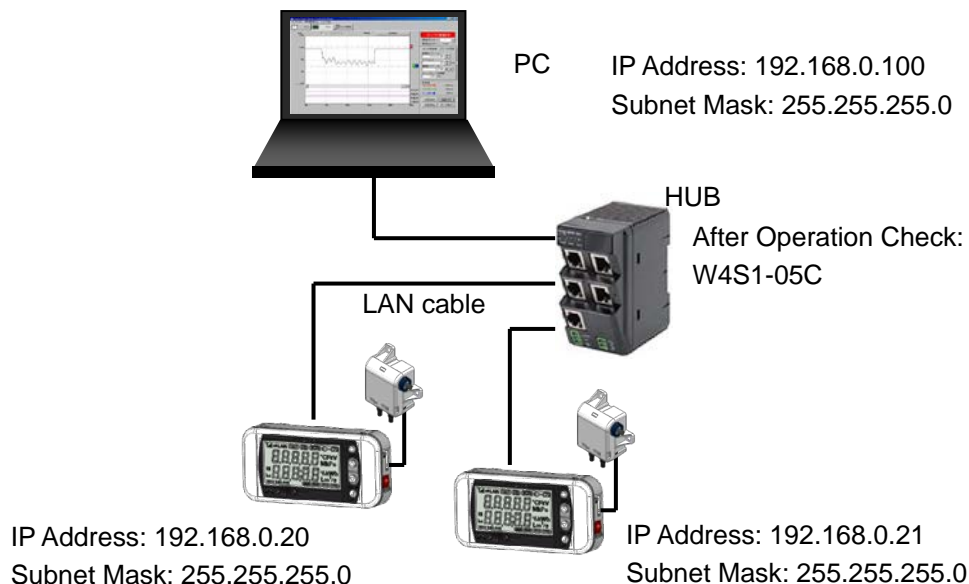 PC
IP Address: 192.168.0.100
Subnet Mask: 255.255.255.0
HUB
After Operation Check:
W4S1-05C
LAN cable
IP Address: 192.168.0.20
Subnet Mask: 255.255.255.0
IP Address: 192.168.0.21
Subnet Mask: 255.255.255.0